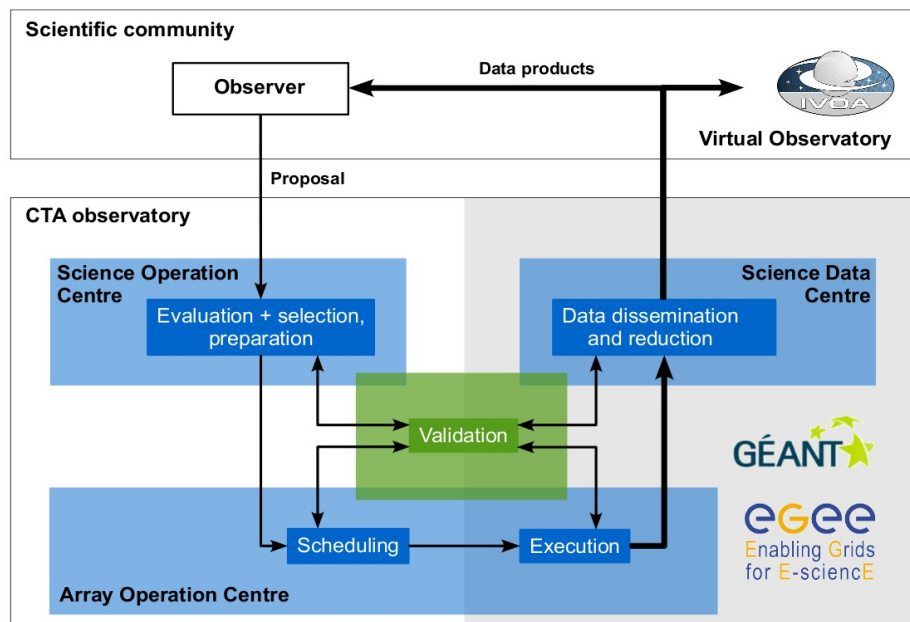 Scientific community
Data products
Observer
IVOA
Virtual Observatory
Proposal
CTA observatory
Science Operation
Centre
Science Data
Centre
Evaluation + selection,
preparation
Data dissemination
and reduction
Validation
GÉANT
eGee
Enabling Grids
for E-sciencE
Scheduling
Execution
Array Operation Centre